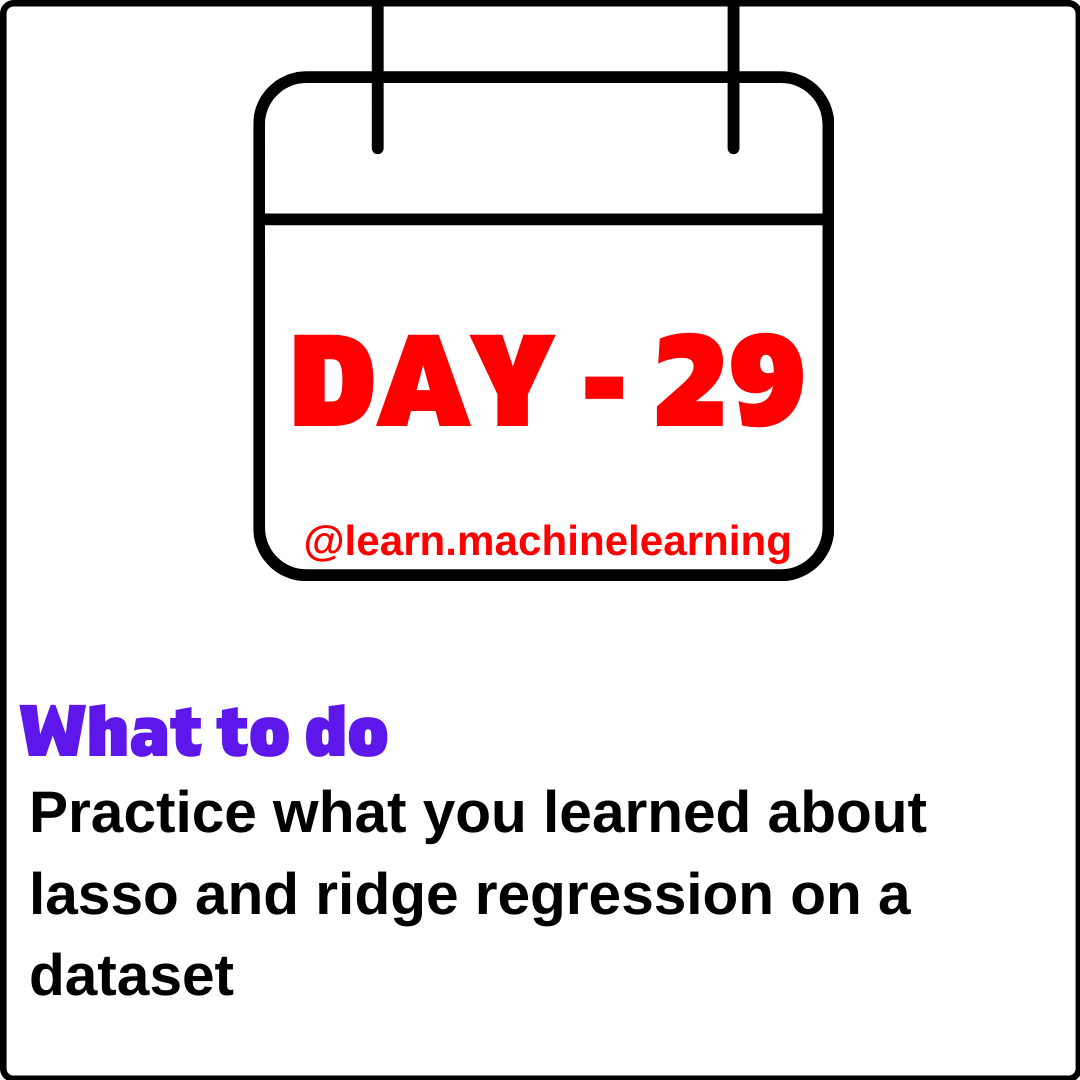 DAY - 29
@learn.machinelearning
What to do
Practice what you learned about
lasso and ridge regression on a
dataset